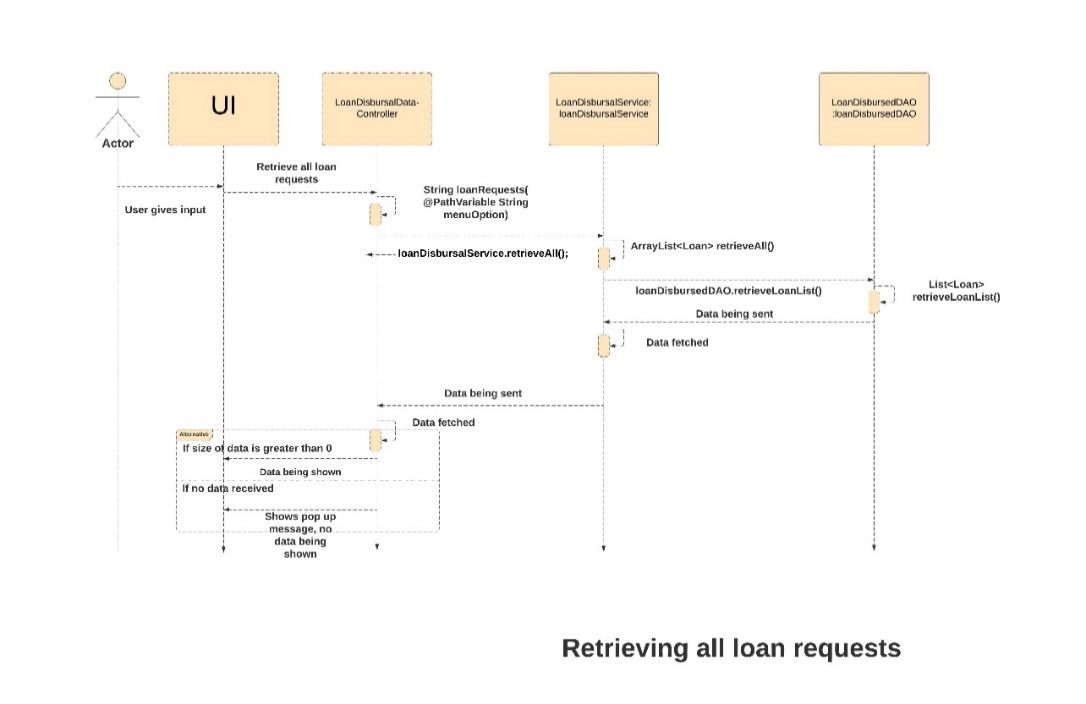 UI
LoanDisbursalData-
Controller
LoanDisbursalService:
loanDisbursalService
LoanDisbursedDAO
:loanDisbursedDAO
Actor
Retrieve all loan
requests
User gives input
String loanRequests(
@PathVariable String
menuOption)
loanDisbursalService.retrieveAll();
ArrayList<Loan> retrieveAll()
loanDisbursedDAO.retrieveLoanList()
List<Loan>
retrieveLoanList()
Data being sent
Data fetched
Data being sent
Data fetched
Alternative
If size of data is greater than 0
Data being shown
If no data received
Shows pop up
message, no
data being
shown
Retrieving all loan requests